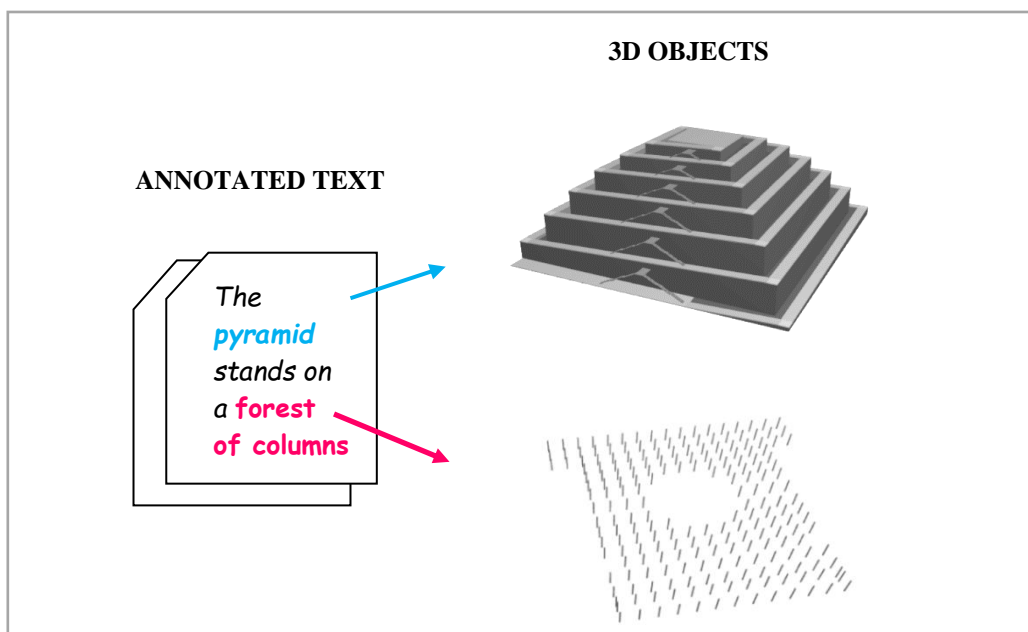 3D OBJECTS
ANNOTATED TEXT
The
pyramid
stands on
a forest
of columns